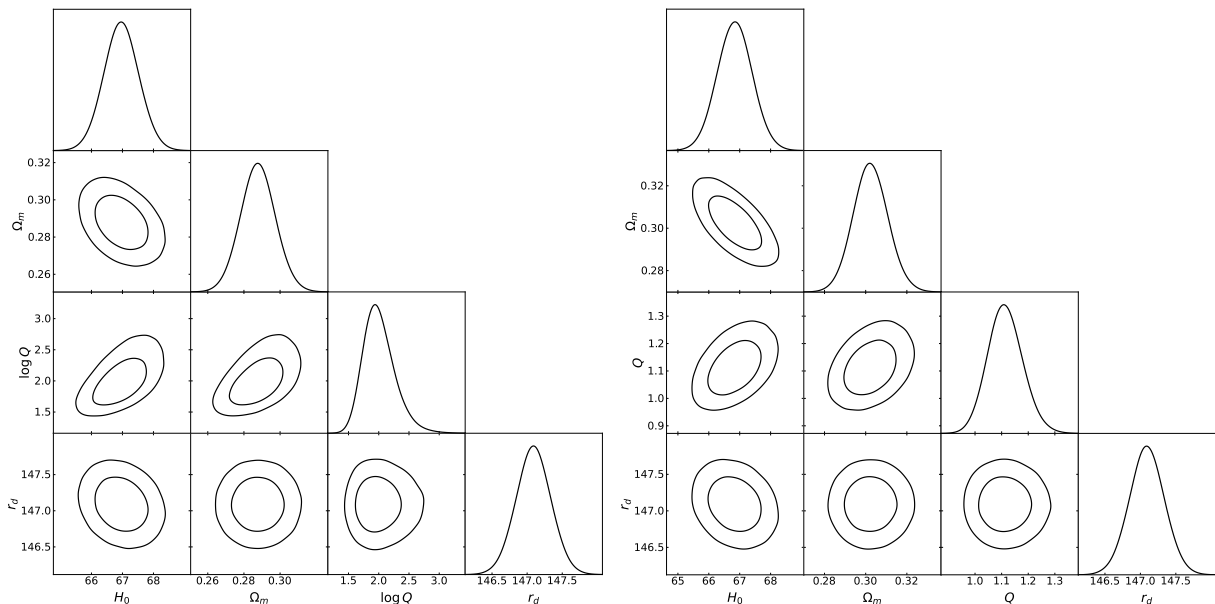 0.32
0.30
0.28
0.26
Ω_m
3.0
2.5
2.0
1.5
log Q
147.5
147.0
146.5
r_d
66 67 68
H_0
0.26 0.28 0.30
Ω_m
1.5 2.0 2.5 3.0
log Q
146.5 147.0 147.5
r_d
0.32
0.30
0.28
Ω_m
1.3
1.2
1.1
1.0
0.9
Q
147.5
147.0
146.5
r_d
65 66 67 68
H_0
0.28 0.30 0.32
Ω_m
1.0 1.1 1.2 1.3
Q
146.5 147.0 147.5
r_d